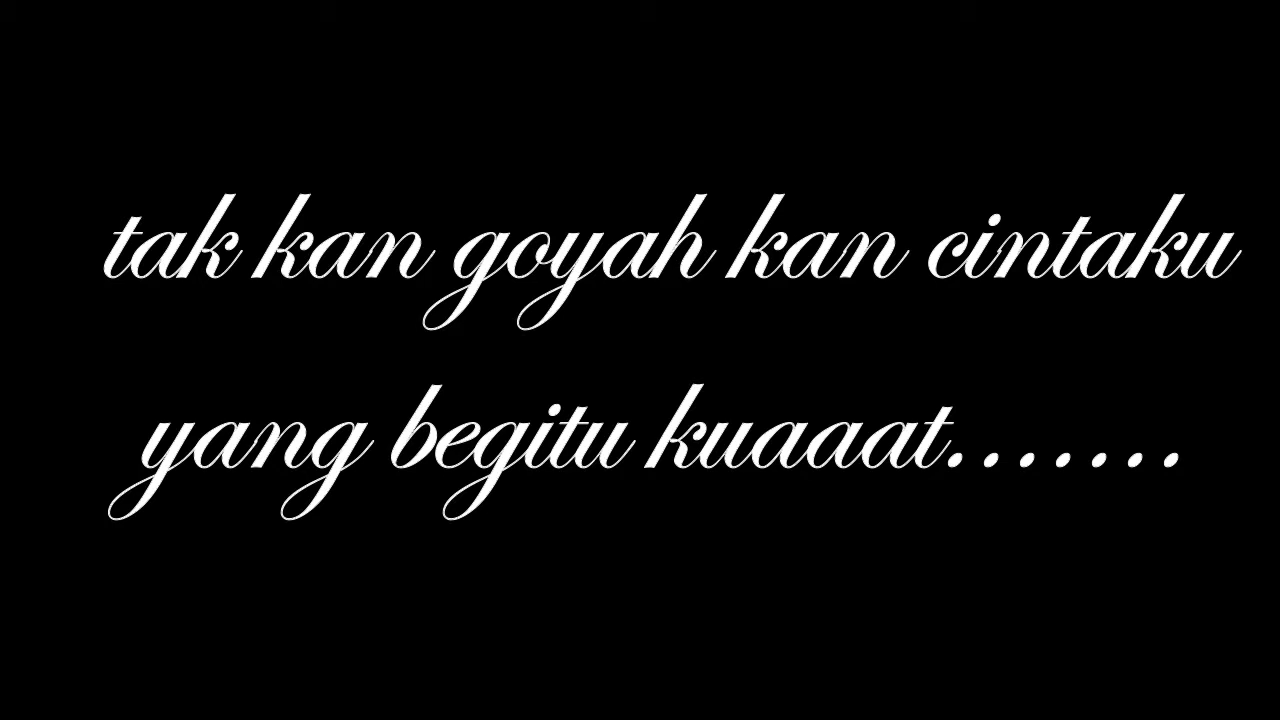 tak kan goyah kan cintaku
yang begitu kuaaat.......